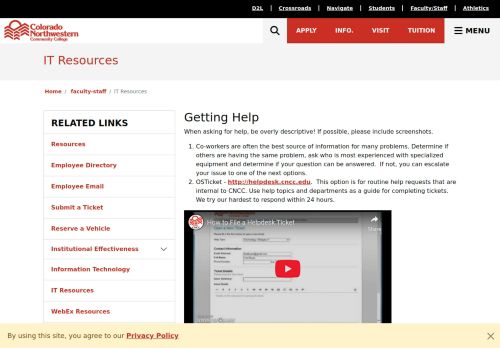 D2L | Crossroads | Navigate | Students | Faculty/Staff | Athletics
Colorado
Northwestern
Community College
APPLY INFO. VISIT TUITION MENU
IT Resources
Home / faculty-staff / IT Resources
RELATED LINKS
Resources
Employee Directory
Employee Email
Submit a Ticket
Reserve a Vehicle
Institutional Effectiveness
Information Technology
IT Resources
WebEx Resources
Getting Help
When asking for help, be overly descriptive! If possible, please include screenshots.
1. Co-workers are often the best source of information for many problems. Determine if
others are having the same problem, ask who is most experienced with specialized
equipment and determine if your question can be answered. If not, you can escalate
your issue to one of the next options.
2. OSTicket - http://helpdesk.cncc.edu. This option is for routine help requests that are
internal to CNCC. Use help topics and departments as a guide for completing tickets.
We try our hardest to respond within 24 hours.
How to File a Helpdesk Ticket
Share
Contact Information
Ticket Details
By using this site, you agree to our Privacy Policy